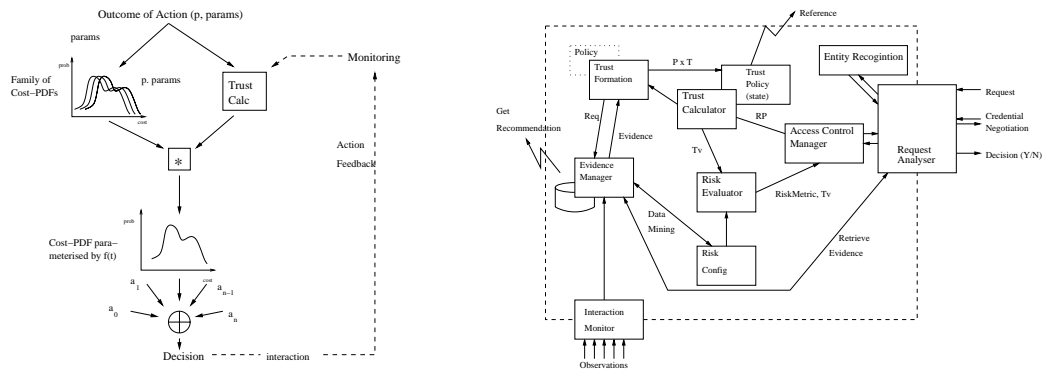 Outcome of Action (p, params)
params
Monitoring
prob
p. params
Family of
Cost–PDFs
Trust
Calc
cost
*
Action
Feedback
prob
Cost–PDF para–
meterised by f(t)
cost
a1
an–1
a0
an
Decision
interaction
Reference
Policy
Trust
Formation
P x T
Trust
Policy
(state)
Entity Recogintion
Trust
Calculator
Request
Get
Recommendation
Req
Evidence
RP
Access Control
Manager
Credential
Negotiation
Request
Analyser
Decision (Y/N)
Tv
Evidence
Manager
Risk
Evaluator
RiskMetric, Tv
Data
Mining
Retrieve
Evidence
Risk
Config
Interaction
Monitor
Observations